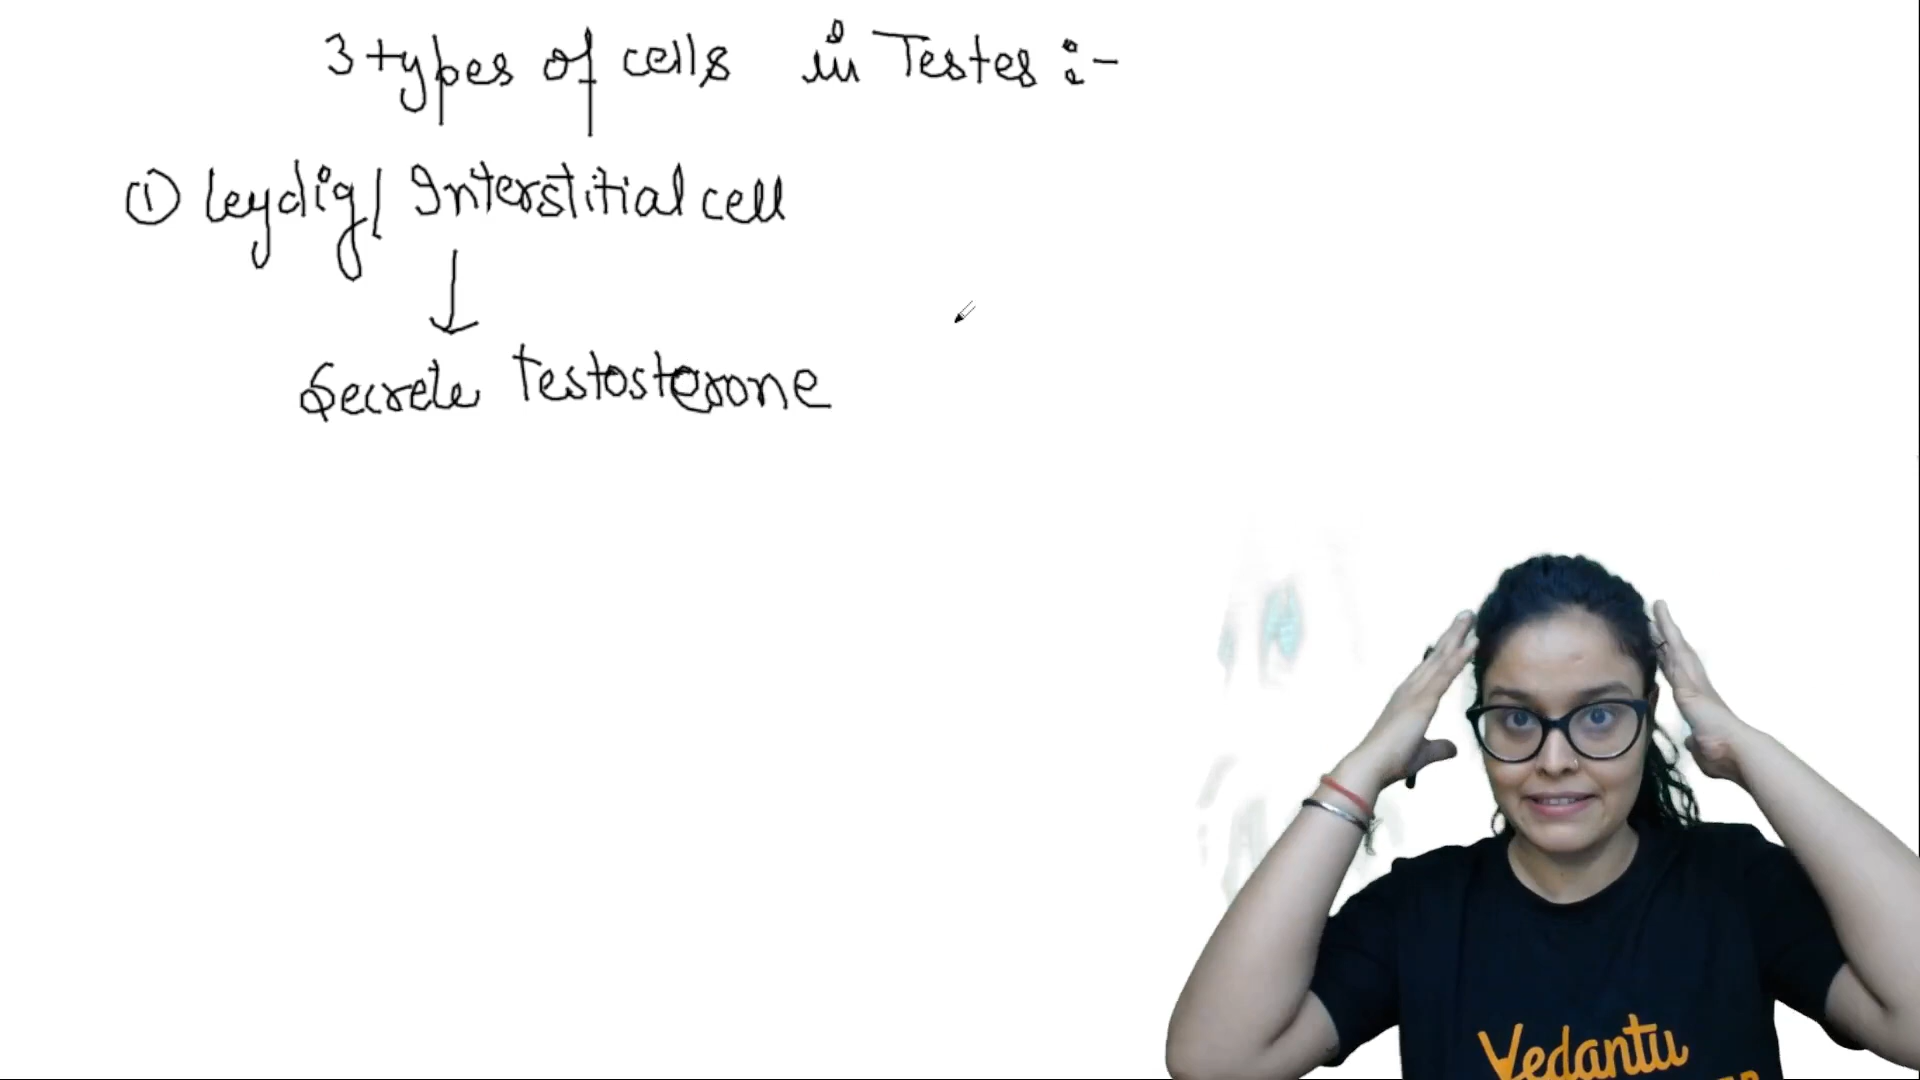 3 types of cells in Testes :-
① Leydig/ Interstitial cell
↓
Secrete Testosterone
Vedantu